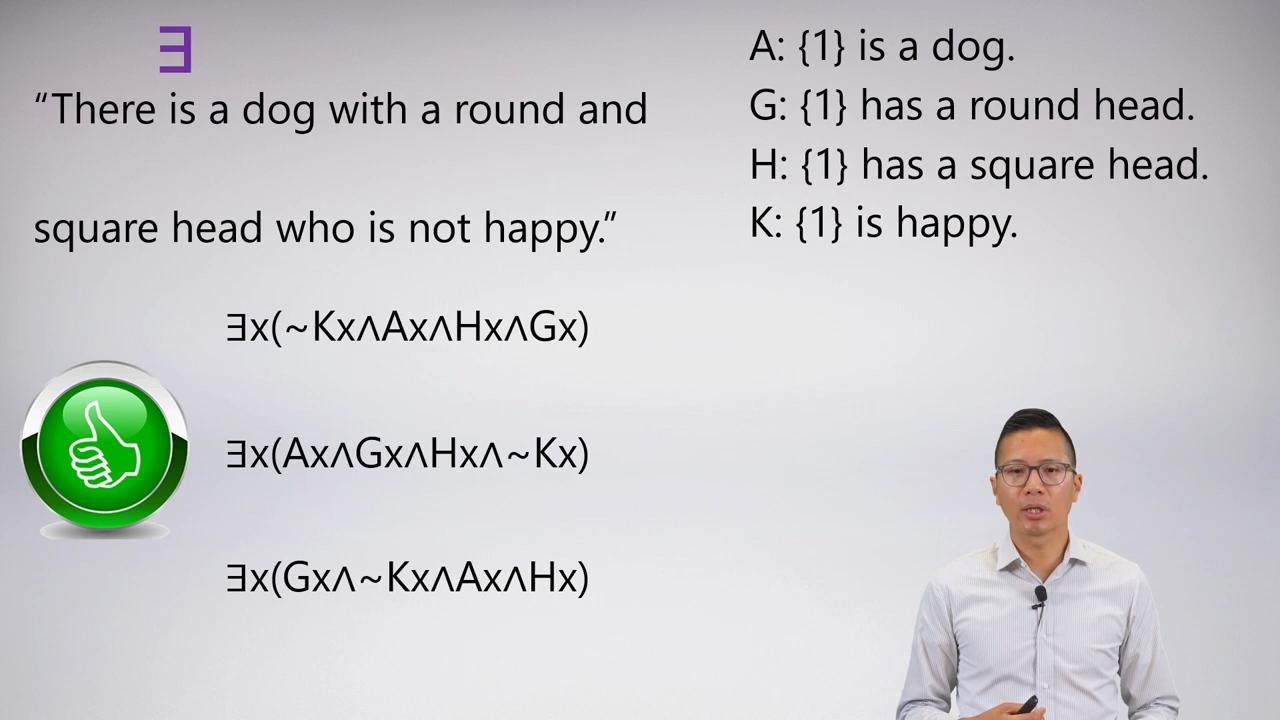 ∃
“There is a dog with a round and
square head who is not happy.”
A: {1} is a dog.
G: {1} has a round head.
H: {1} has a square head.
K: {1} is happy.
∃x(~Kx∧Ax∧Hx∧Gx)
∃x(Ax∧Gx∧Hx∧~Kx)
∃x(Gx∧~Kx∧Ax∧Hx)